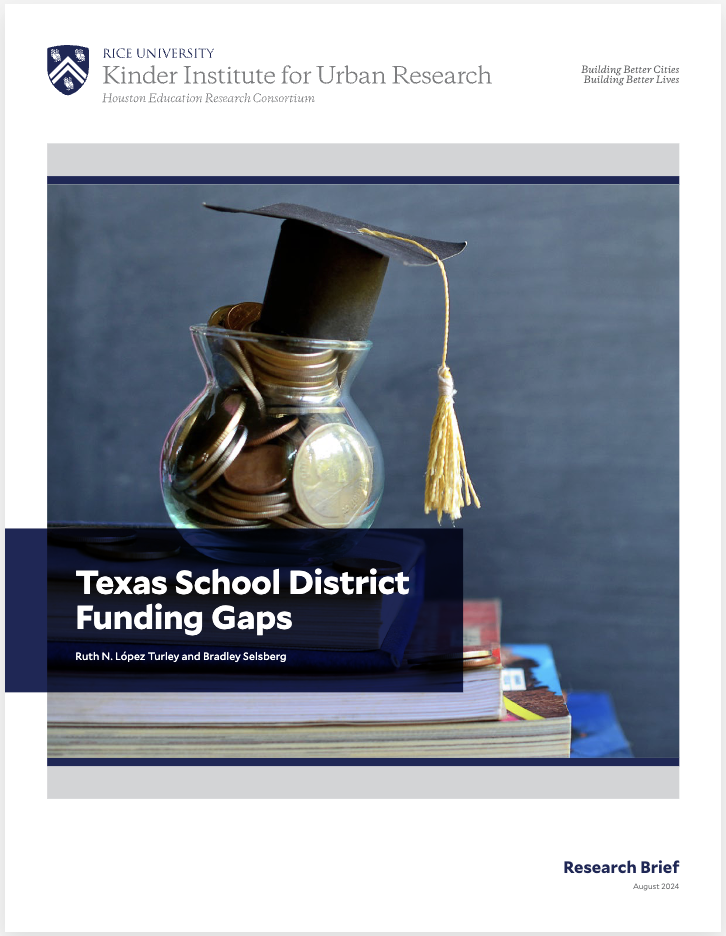 RICE UNIVERSITY
Kinder Institute for Urban Research
Houston Education Research Consortium
Building Better Cities
Building Better Lives
Texas School District
Funding Gaps
Ruth N. López Turley and Bradley Selsberg
Research Brief
August 2024